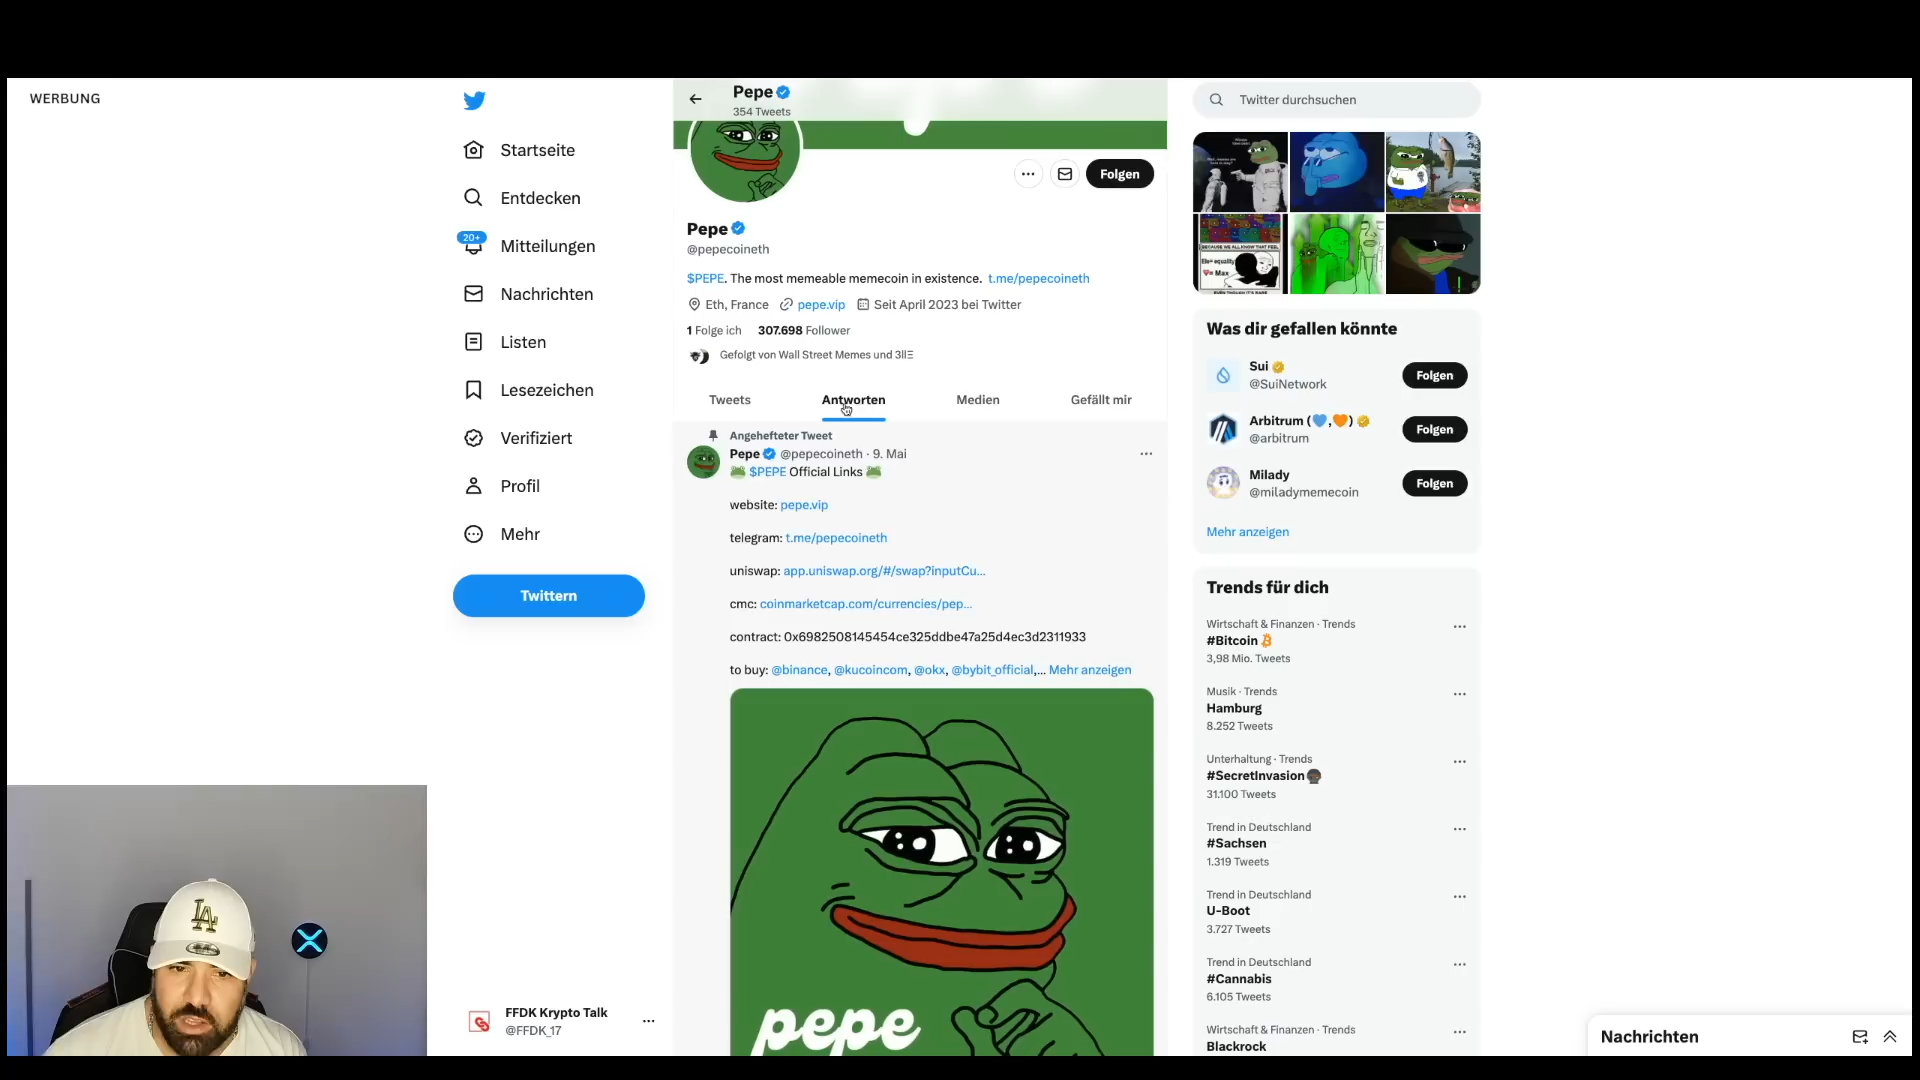 WERBUNG
Startseite
Entdecken
20+
Mitteilungen
Nachrichten
Listen
Lesezeichen
Verifiziert
Profil
Mehr
Twittern
FFDK Krypto Talk
@FFDK_17
Pepe
354 Tweets
Folgen
Pepe
@pepecoineth
$PEPE. The most memeable memecoin in existence. t.me/pepecoineth
Eth, France pepe.vip Seit April 2023 bei Twitter
1 Folge ich 307.698 Follower
Gefolgt von Wall Street Memes und 3llΞ
Tweets Antworten Medien Gefällt mir
Angehefteter Tweet
Pepe @pepecoineth · 9. Mai
🐸 $PEPE Official Links 🐸
website: pepe.vip
telegram: t.me/pepecoineth
uniswap: app.uniswap.org/#/swap?inputCu...
cmc: coinmarketcap.com/currencies/pep...
contract: 0x6982508145454ce325ddbe47a25d4ec3d2311933
to buy: @binance, @kucoincom, @okx, @bybit_official,... Mehr anzeigen
pepe
Twitter durchsuchen
BECAUSE WE ALL KNOW THAT FEEL
Was dir gefallen könnte
Sui
@SuiNetwork
Folgen
Arbitrum (💙,🧡)
@arbitrum
Folgen
Milady
@miladymemecoin
Folgen
Mehr anzeigen
Trends für dich
Wirtschaft & Finanzen · Trends
#Bitcoin
3,98 Mio. Tweets
Musik · Trends
Hamburg
8.252 Tweets
Unterhaltung · Trends
#SecretInvasion
31.100 Tweets
Trend in Deutschland
#Sachsen
1.319 Tweets
Trend in Deutschland
U-Boot
3.727 Tweets
Trend in Deutschland
#Cannabis
6.105 Tweets
Wirtschaft & Finanzen · Trends
Blackrock
Nachrichten
LA